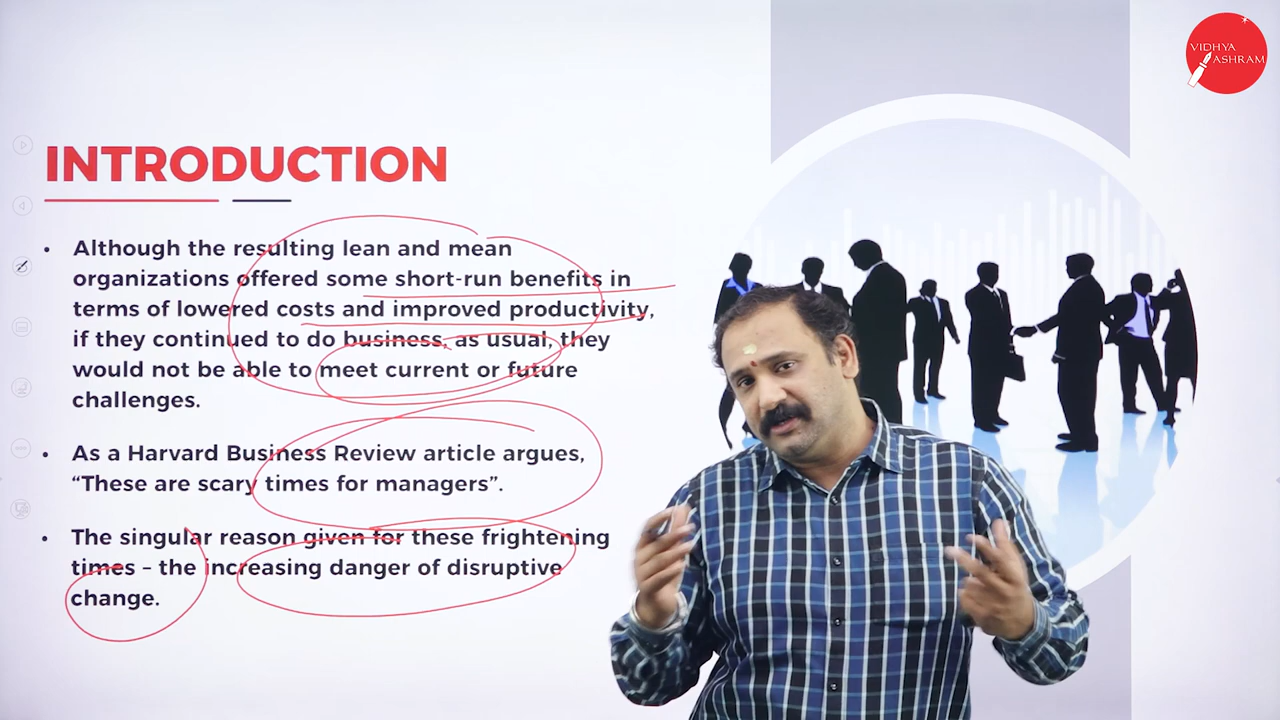 VIDHYA
ASHRAM
INTRODUCTION
• Although the resulting lean and mean
organizations offered some short-run benefits in
terms of lowered costs and improved productivity,
if they continued to do business, as usual, they
would not be able to meet current or future
challenges.
• As a Harvard Business Review article argues,
“These are scary times for managers”.
• The singular reason given for these frightening
times – the increasing danger of disruptive
change.